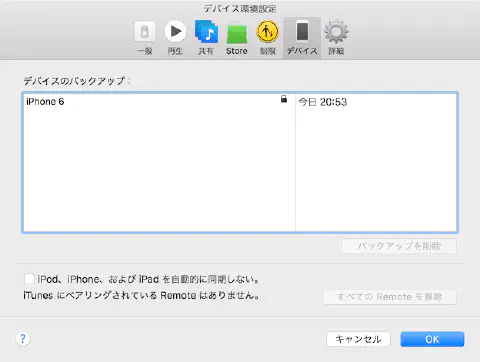 デバイス環境設定
一般 再生 共有 Store 制限 デバイス 詳細
デバイスのバックアップ：
iPhone 6 今日 20:53
バックアップを削除
iPod、iPhone、および iPad を自動的に同期しない。
iTunes にペアリングされている Remote はありません。 すべての Remote を解除
? キャンセル OK